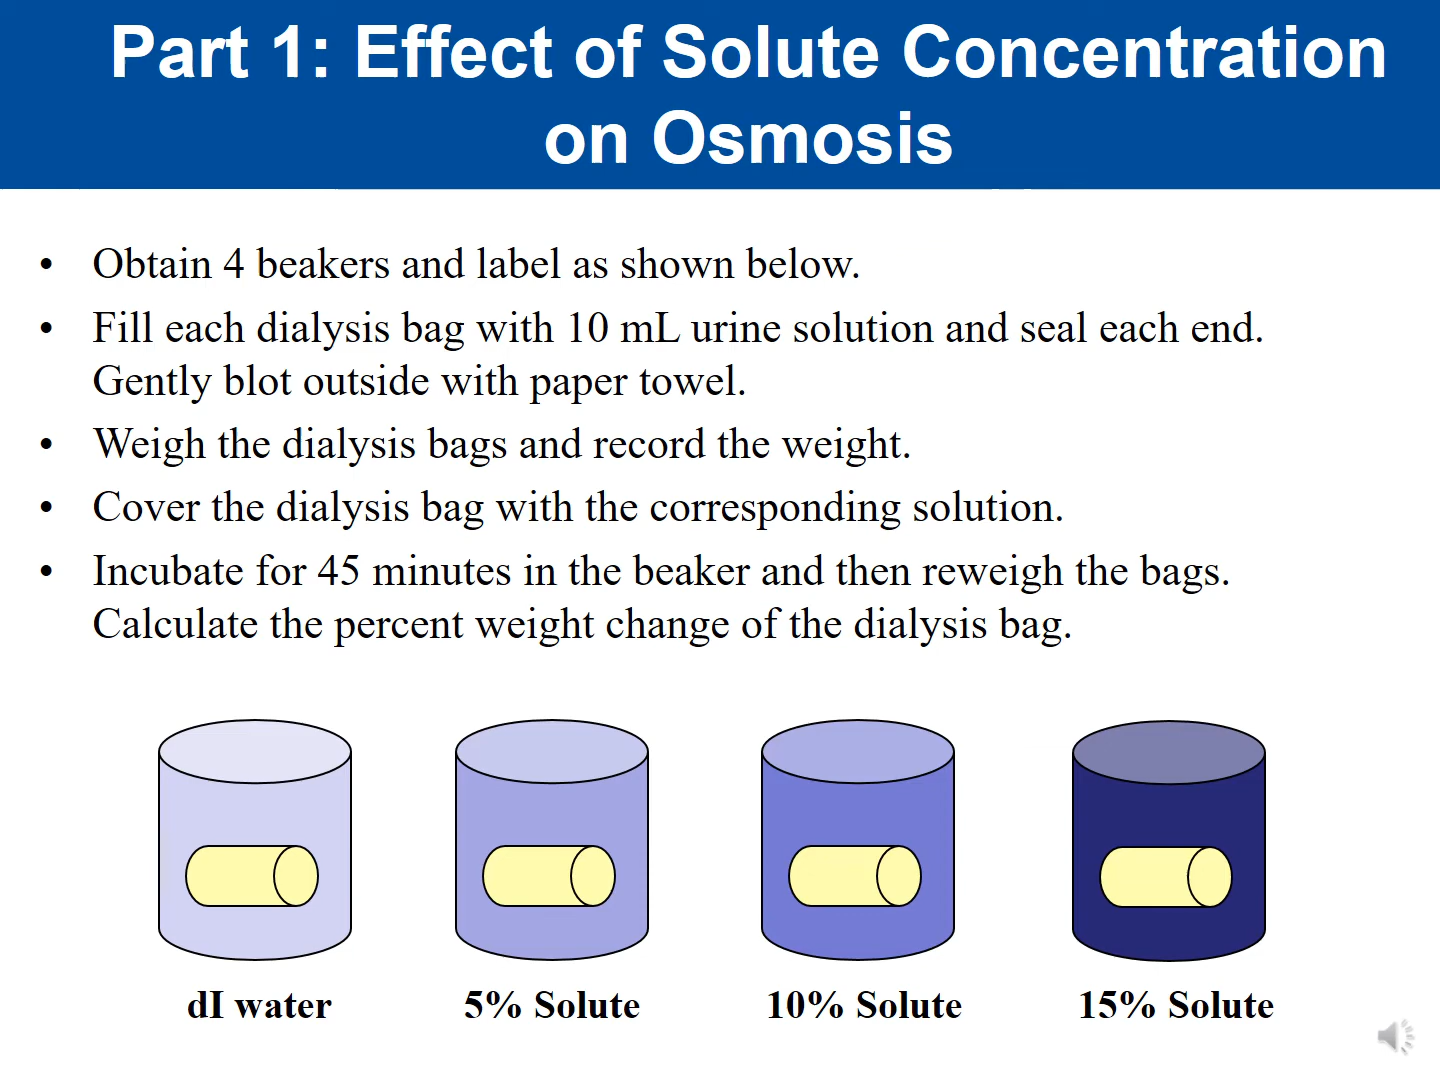 Part 1: Effect of Solute Concentration
on Osmosis
• Obtain 4 beakers and label as shown below.
• Fill each dialysis bag with 10 mL urine solution and seal each end.
Gently blot outside with paper towel.
• Weigh the dialysis bags and record the weight.
• Cover the dialysis bag with the corresponding solution.
• Incubate for 45 minutes in the beaker and then reweigh the bags.
Calculate the percent weight change of the dialysis bag.
dI water
5% Solute
10% Solute
15% Solute